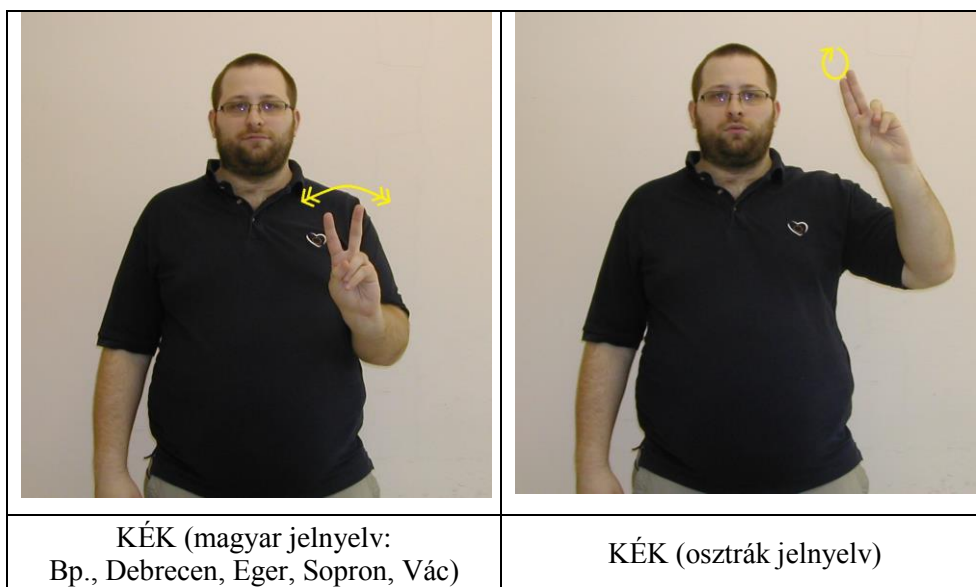 KÉK (magyar jelnyelv:
Bp., Debrecen, Eger, Sopron, Vác)
KÉK (osztrák jelnyelv)